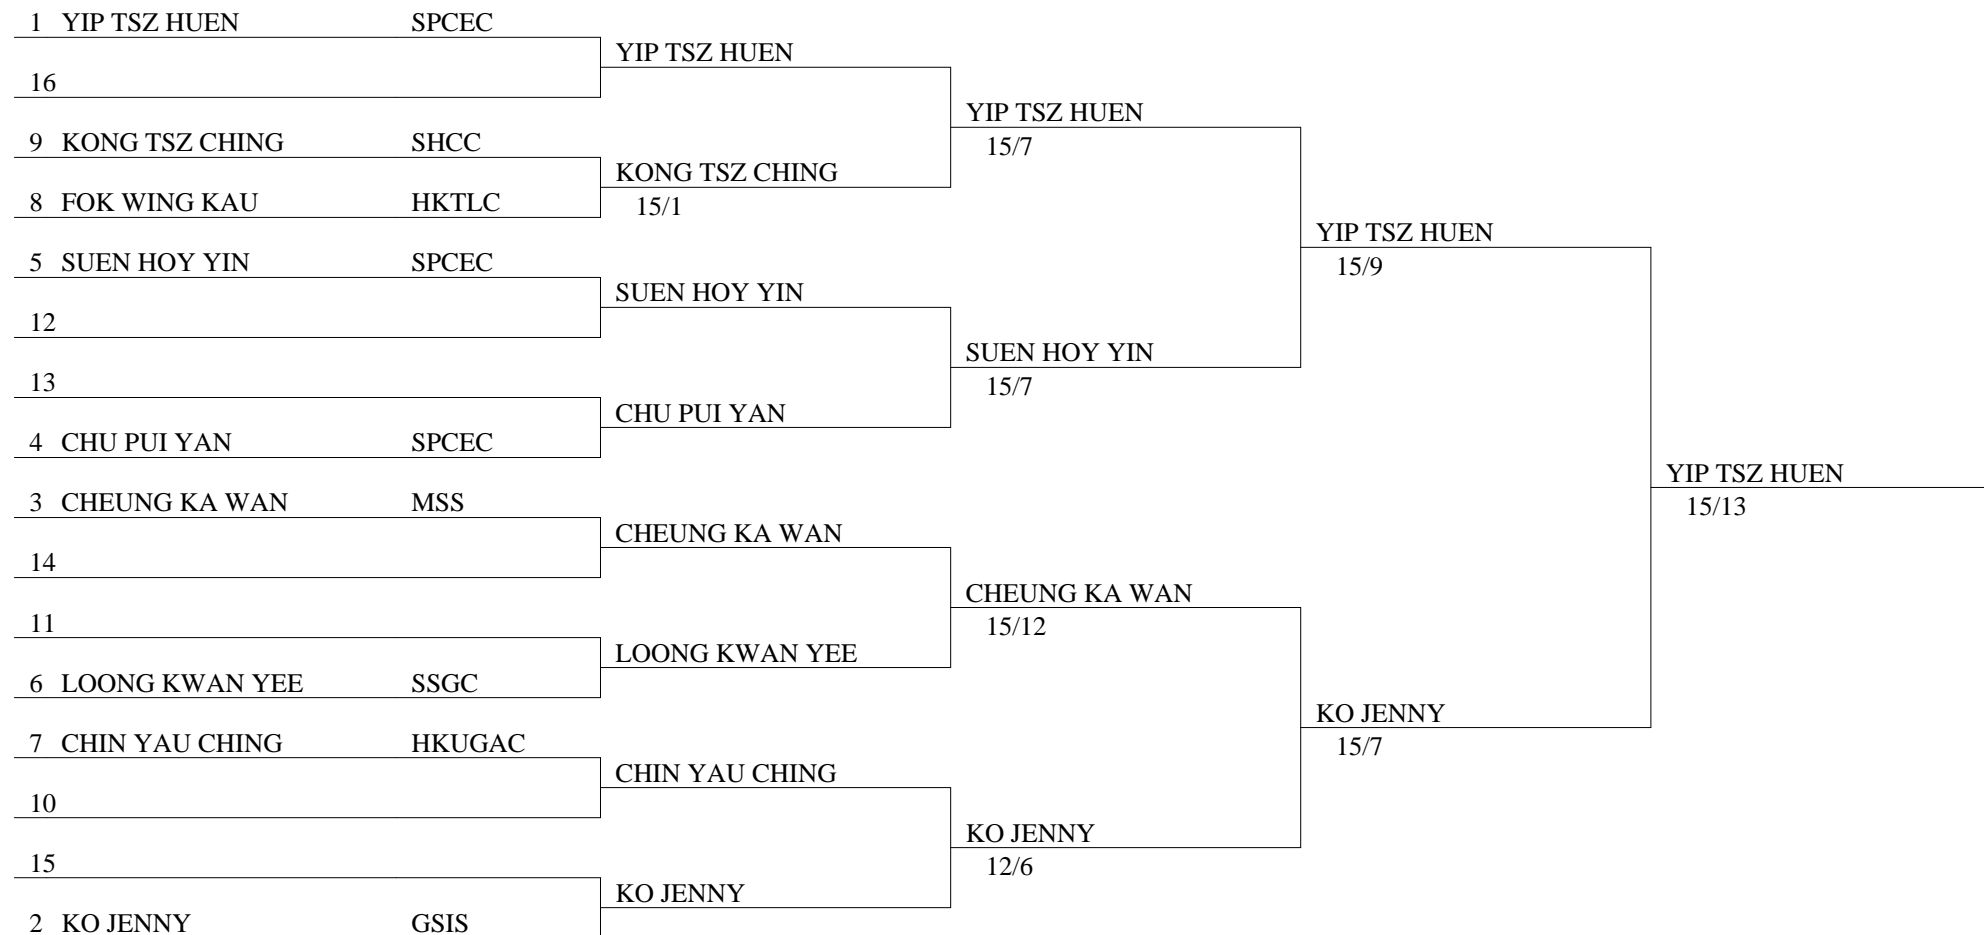 1 YIP TSZ HUEN SPCEC
YIP TSZ HUEN
16
YIP TSZ HUEN
9 KONG TSZ CHING SHCC
15/7
KONG TSZ CHING
8 FOK WING KAU HKTLC
15/1
YIP TSZ HUEN
5 SUEN HOY YIN SPCEC
15/9
SUEN HOY YIN
12
SUEN HOY YIN
13
15/7
CHU PUI YAN
4 CHU PUI YAN SPCEC
YIP TSZ HUEN
3 CHEUNG KA WAN MSS
15/13
CHEUNG KA WAN
14
CHEUNG KA WAN
11
15/12
LOONG KWAN YEE
6 LOONG KWAN YEE SSGC
KO JENNY
7 CHIN YAU CHING HKUGAC
15/7
CHIN YAU CHING
10
KO JENNY
15
12/6
KO JENNY
2 KO JENNY GSIS